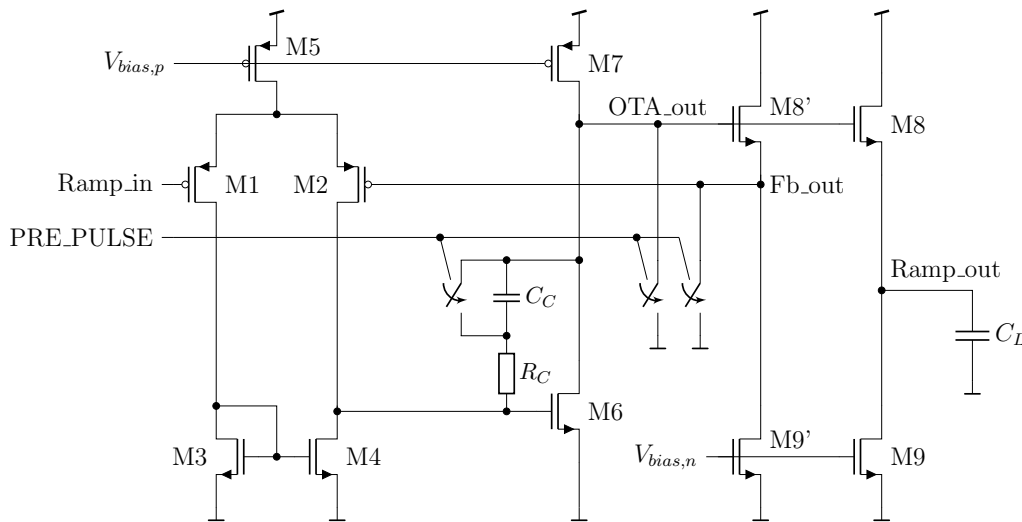 M5
V_{bias,p}
M7
OTA_out
M8'
M8
Ramp_in
M1
M2
Fb_out
PRE_PULSE
Ramp_out
C_C
C_L
R_C
M6
M9'
M3
M4
V_{bias,n}
M9